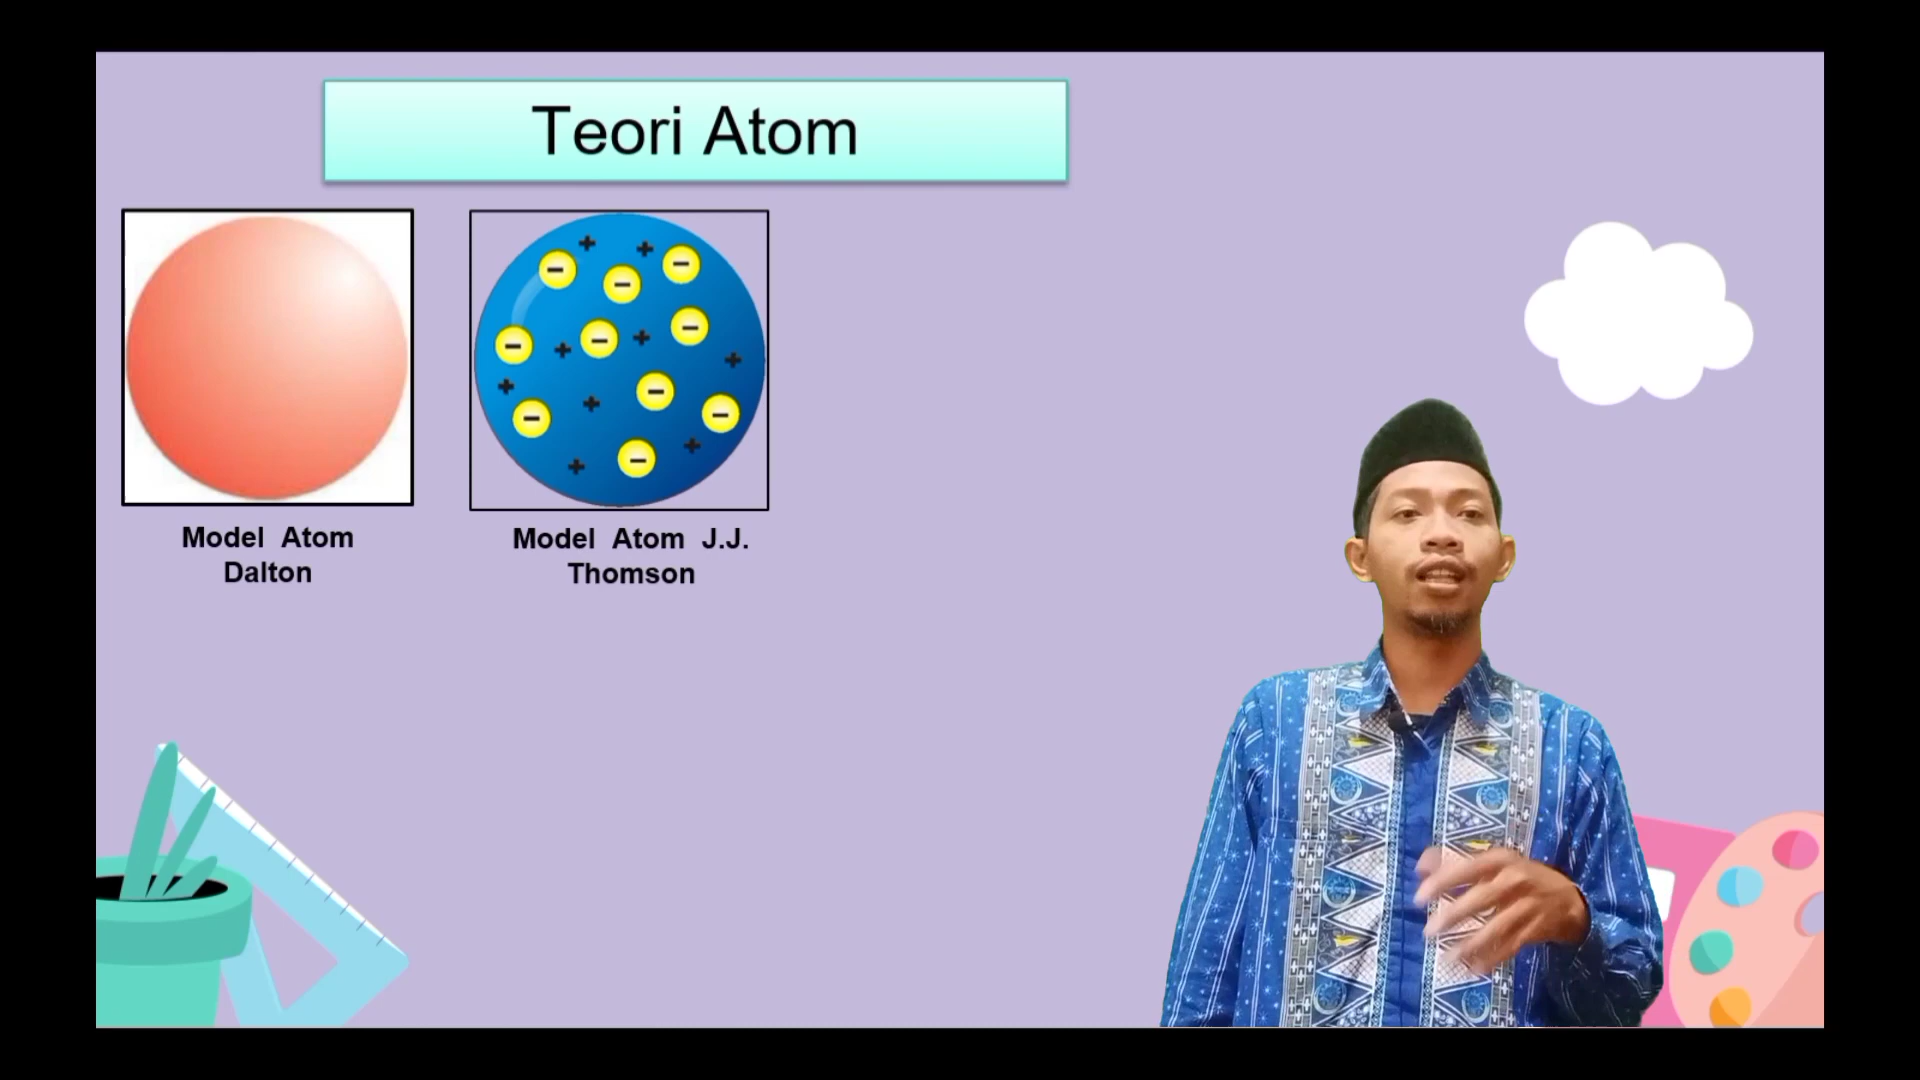 Teori Atom
Model Atom
Dalton
Model Atom J.J.
Thomson